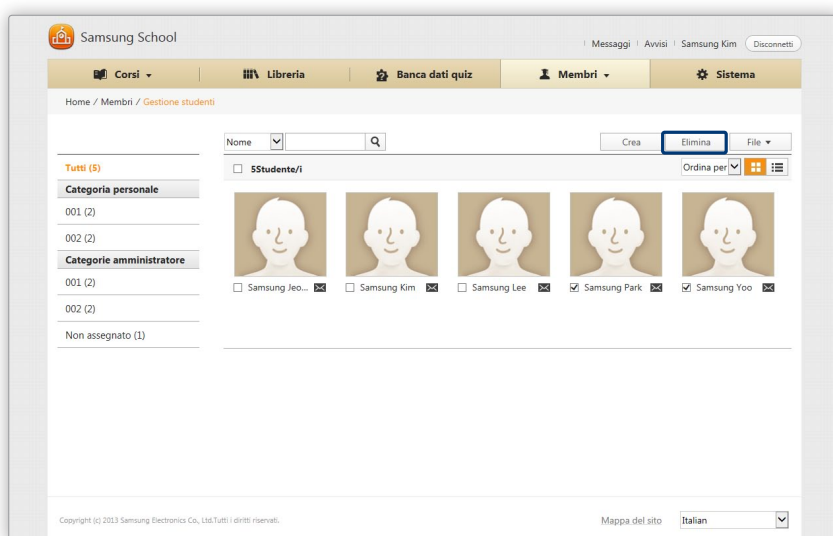 Samsung School
Messaggi Avvisi Samsung Kim Disconnetti
Corsi Libreria Banca dati quiz Membri Sistema
Home / Membri / Gestione studenti
Nome Crea Elimina File
Tutti (5)
5Studente/i Ordina per
Categoria personale
001 (2)
002 (2)
Categorie amministratore
001 (2)
002 (2)
Non assegnato (1)
Samsung Jeo... Samsung Kim Samsung Lee Samsung Park Samsung Yoo
Copyright (c) 2013 Samsung Electronics Co., Ltd.Tutti i diritti riservati. Mappa del sito Italian